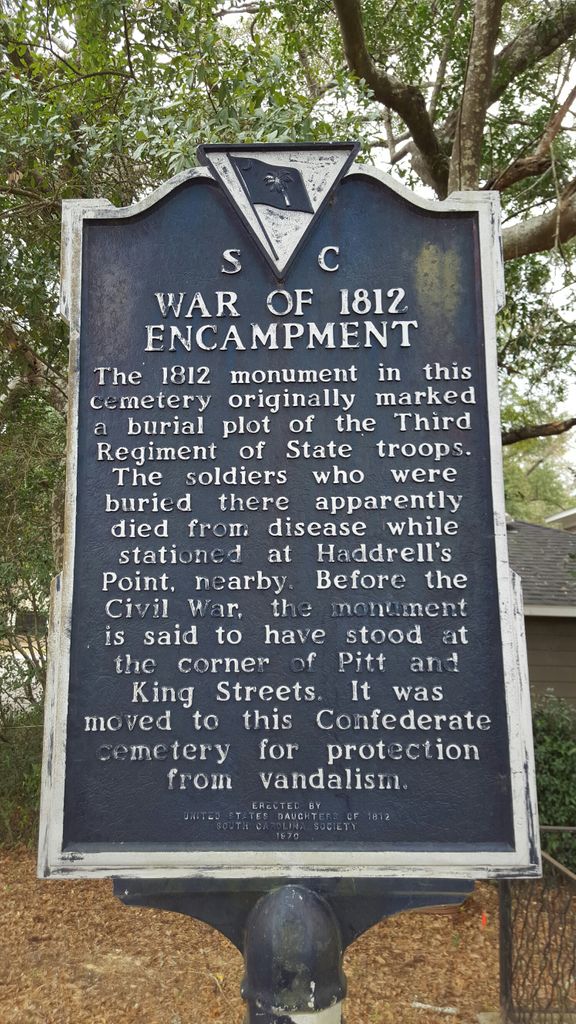 S C
WAR OF 1812
ENCAMPMENT
The 1812 monument in this
cemetery originally marked
a burial plot of the Third
Regiment of State troops.
The soldiers who were
buried there apparently
died from disease while
stationed at Haddrell's
Point, nearby. Before the
Civil War, the monument
is said to have stood at
the corner of Pitt and
King Streets. It was
moved to this Confederate
cemetery for protection
from vandalism.
ERECTED BY
UNITED STATES DAUGHTERS OF 1812
SOUTH CAROLINA SOCIETY
1970